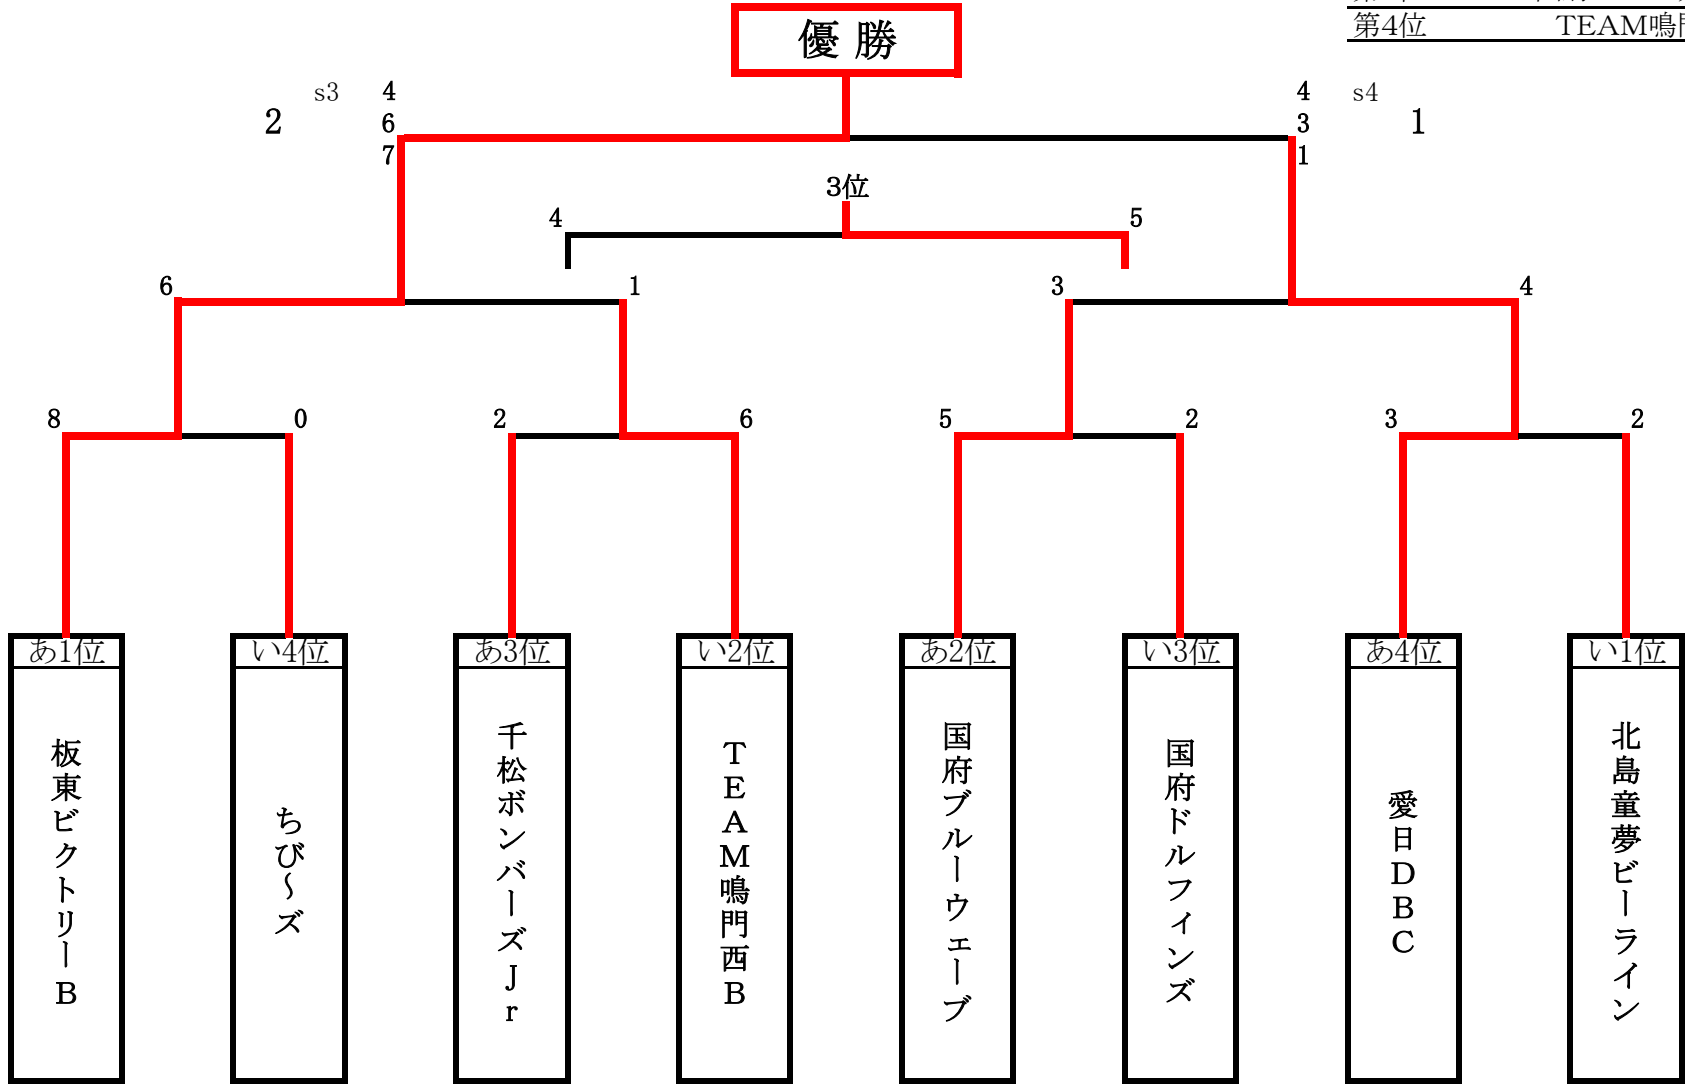 優勝
第4位 TEAM鳴
s3 4
2 6
7
4 s4
3 1
1
3位
4 5
6 1 3 4
8 0 2 6 5 2 3 2
あ1位 い4位 あ3位 い2位 あ2位 い3位 あ4位 い1位
板東ビクトリーB
ちび～ズ
千松ボンバーズJr
TEAM鳴門西B
国府ブルーウェーブ
国府ドルフィンズ
愛日DBC
北島童夢ビーライン